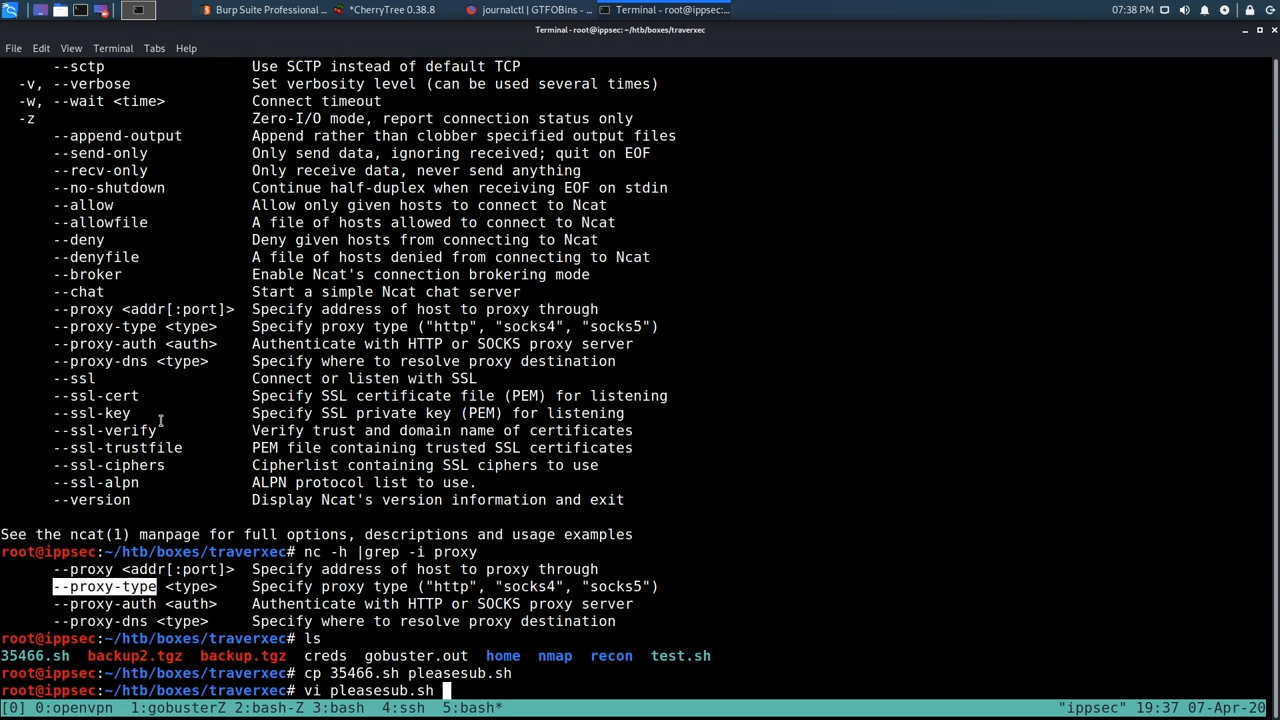 Burp Suite Professional ... *CherryTree 0.38.8 journalctl | GTFOBins - ... Terminal - root@ippsec:... 07:38 PM
Terminal - root@ippsec: ~/htb/boxes/traverxec
File Edit View Terminal Tabs Help
--sctp Use SCTP instead of default TCP
-v, --verbose Set verbosity level (can be used several times)
-w, --wait <time> Connect timeout
-z Zero-I/O mode, report connection status only
--append-output Append rather than clobber specified output files
--send-only Only send data, ignoring received; quit on EOF
--recv-only Only receive data, never send anything
--no-shutdown Continue half-duplex when receiving EOF on stdin
--allow Allow only given hosts to connect to Ncat
--allowfile A file of hosts allowed to connect to Ncat
--deny Deny given hosts from connecting to Ncat
--denyfile A file of hosts denied from connecting to Ncat
--broker Enable Ncat's connection brokering mode
--chat Start a simple Ncat chat server
--proxy <addr[:port]> Specify address of host to proxy through
--proxy-type <type> Specify proxy type ("http", "socks4", "socks5")
--proxy-auth <auth> Authenticate with HTTP or SOCKS proxy server
--proxy-dns <type> Specify where to resolve proxy destination
--ssl Connect or listen with SSL
--ssl-cert Specify SSL certificate file (PEM) for listening
--ssl-key Specify SSL private key (PEM) for listening
--ssl-verify Verify trust and domain name of certificates
--ssl-trustfile PEM file containing trusted SSL certificates
--ssl-ciphers Cipherlist containing SSL ciphers to use
--ssl-alpn ALPN protocol list to use.
--version Display Ncat's version information and exit
See the ncat(1) manpage for full options, descriptions and usage examples
root@ippsec:~/htb/boxes/traverxec# nc -h |grep -i proxy
--proxy <addr[:port]> Specify address of host to proxy through
--proxy-type <type> Specify proxy type ("http", "socks4", "socks5")
--proxy-auth <auth> Authenticate with HTTP or SOCKS proxy server
--proxy-dns <type> Specify where to resolve proxy destination
root@ippsec:~/htb/boxes/traverxec# ls
35466.sh backup2.tgz backup.tgz creds gobuster.out home nmap recon test.sh
root@ippsec:~/htb/boxes/traverxec# cp 35466.sh pleasesub.sh
root@ippsec:~/htb/boxes/traverxec# vi pleasesub.sh
[0] 0:openvpn 1:gobusterZ 2:bash-Z 3:bash 4:ssh 5:bash* "ippsec" 19:37 07-Apr-20